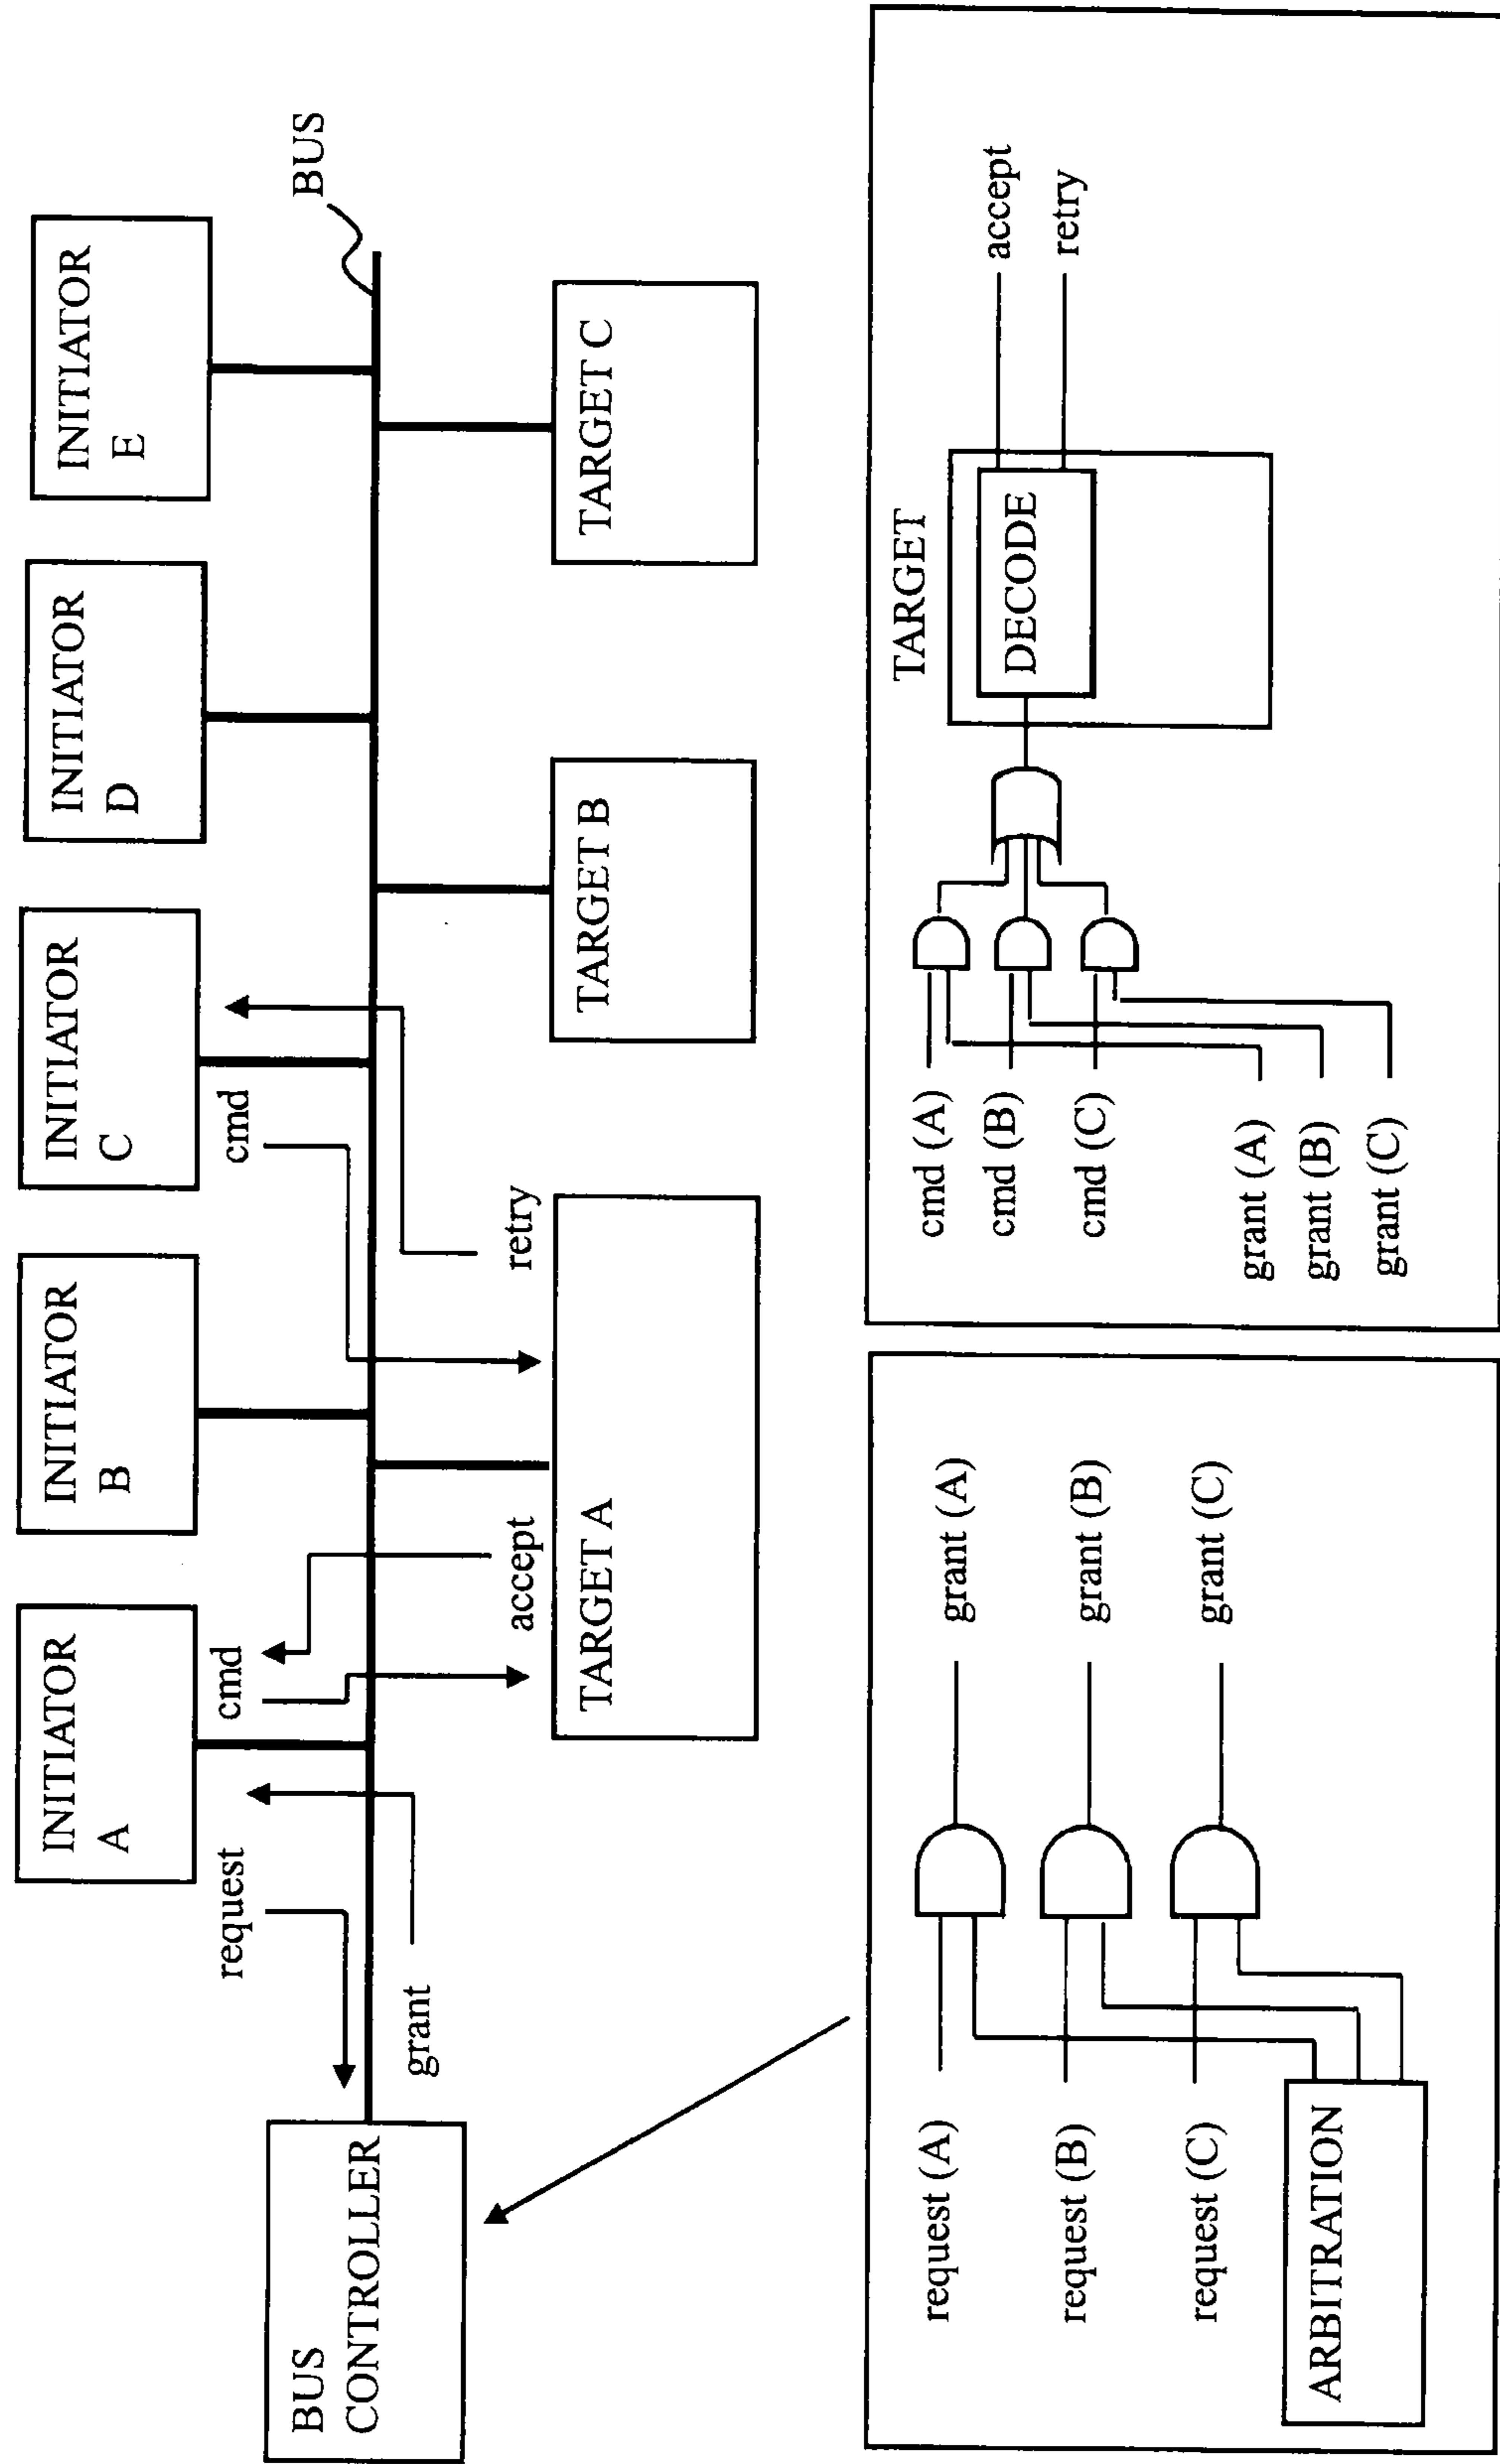 INITIATOR
A
INITIATOR
B
INITIATOR
C
INITIATOR
D
INITIATOR
E
request
cmd
cmd
BUS
BUS
CONTROLLER
grant
accept
retry
TARGET A
TARGET B
TARGET C
request (A)
request (B)
request (C)
ARBITRATION
grant (A)
grant (B)
grant (C)
TARGET
cmd (A)
cmd (B)
cmd (C)
grant (A)
grant (B)
grant (C)
DECODE
accept
retry